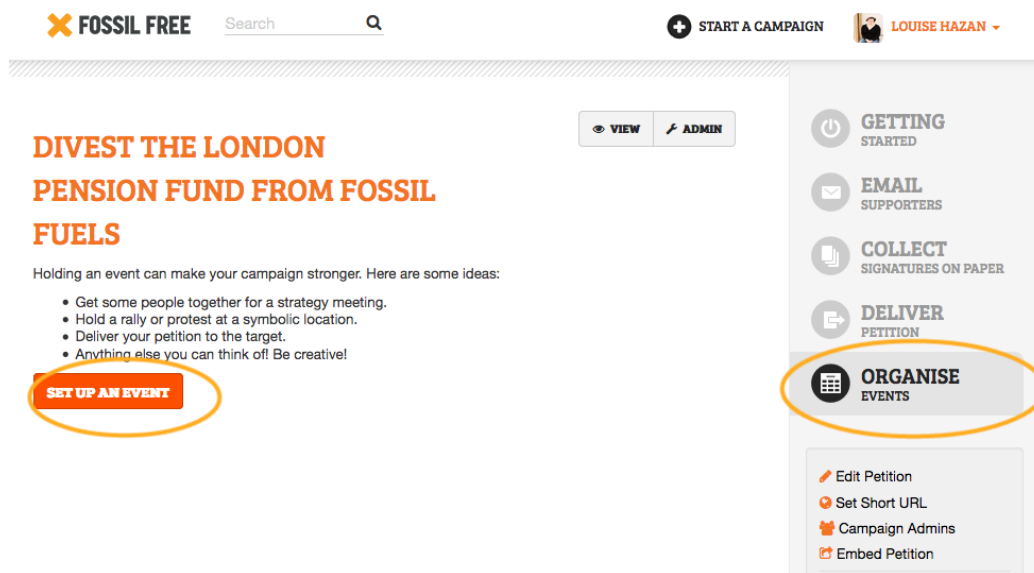 FOSSIL FREE
Search
START A CAMPAIGN
LOUISE HAZAN
VIEW
ADMIN
DIVEST THE LONDON
PENSION FUND FROM FOSSIL
FUELS
Holding an event can make your campaign stronger. Here are some ideas:
Get some people together for a strategy meeting.
Hold a rally or protest at a symbolic location.
Deliver your petition to the target.
Anything else you can think of! Be creative!
SET UP AN EVENT
GETTING
STARTED
EMAIL
SUPPORTERS
COLLECT
SIGNATURES ON PAPER
DELIVER
PETITION
ORGANISE
EVENTS
Edit Petition
Set Short URL
Campaign Admins
Embed Petition